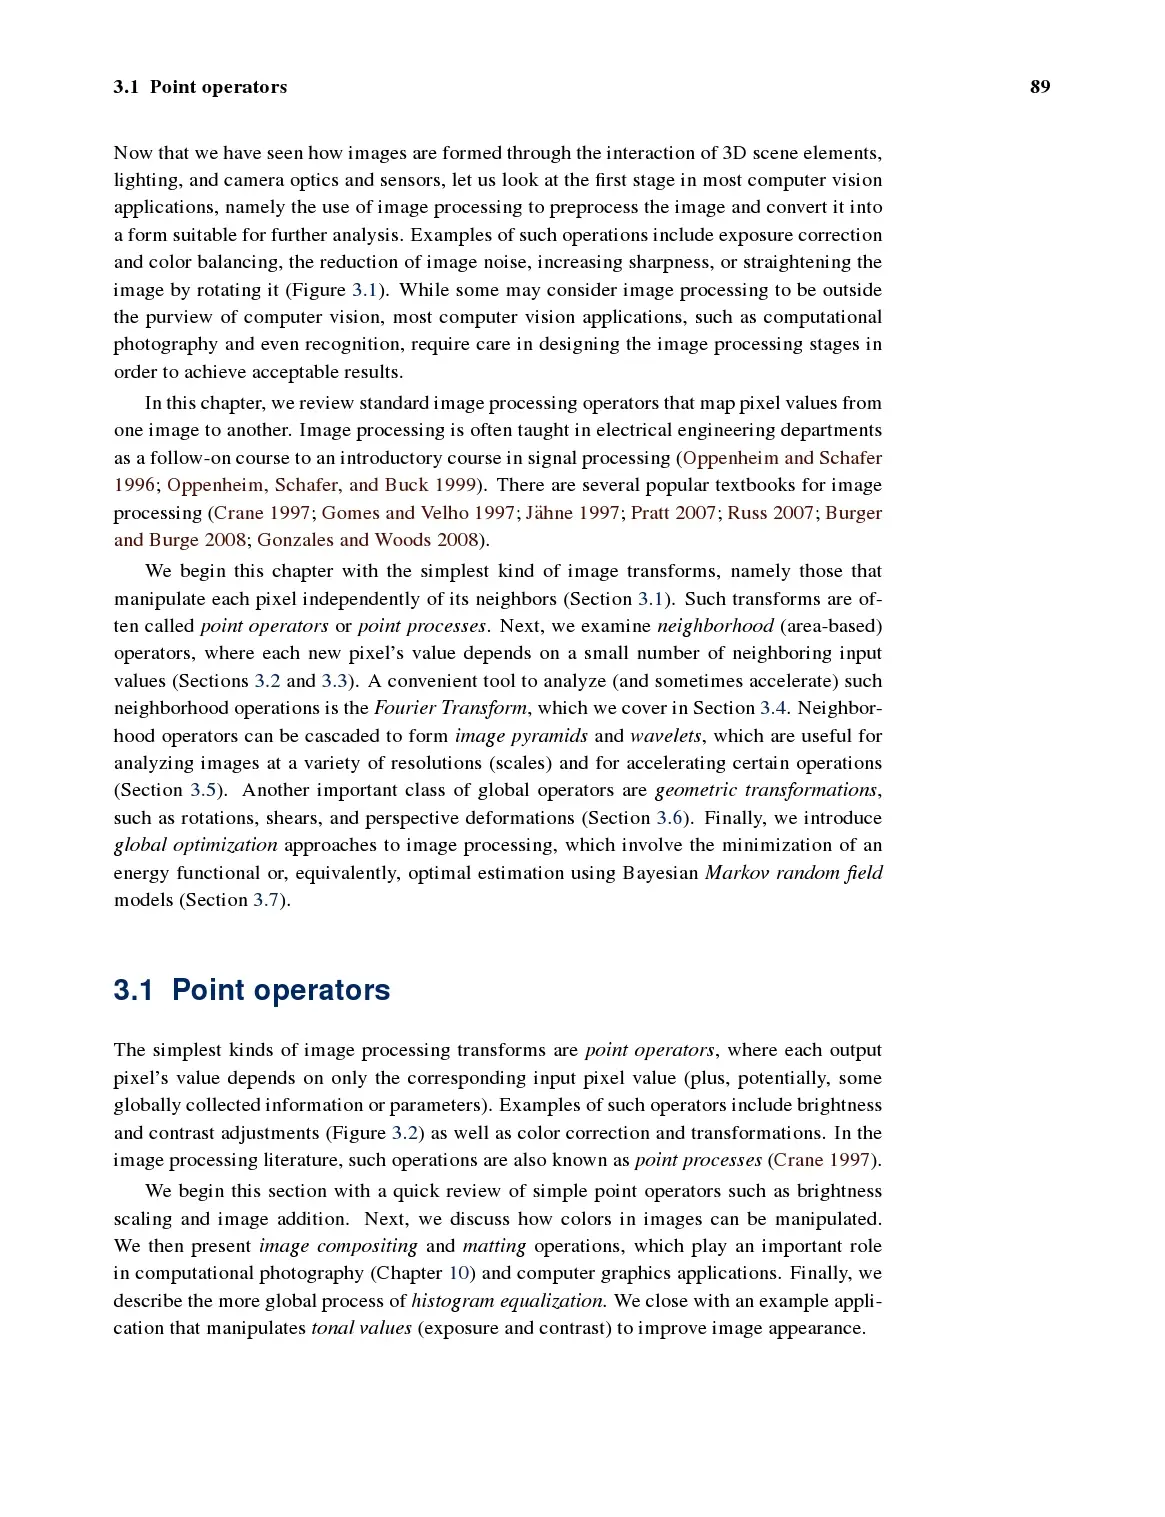 3.1 Point operators 89
Now that we have seen how images are formed through the interaction of 3D scene elements,
lighting, and camera optics and sensors, let us look at the first stage in most computer vision
applications, namely the use of image processing to preprocess the image and convert it into
a form suitable for further analysis. Examples of such operations include exposure correction
and color balancing, the reduction of image noise, increasing sharpness, or straightening the
image by rotating it (Figure 3.1). While some may consider image processing to be outside
the purview of computer vision, most computer vision applications, such as computational
photography and even recognition, require care in designing the image processing stages in
order to achieve acceptable results.
In this chapter, we review standard image processing operators that map pixel values from
one image to another. Image processing is often taught in electrical engineering departments
as a follow-on course to an introductory course in signal processing (Oppenheim and Schafer
1996; Oppenheim, Schafer, and Buck 1999). There are several popular textbooks for image
processing (Crane 1997; Gomes and Velho 1997; Jähne 1997; Pratt 2007; Russ 2007; Burger
and Burge 2008; Gonzales and Woods 2008).
We begin this chapter with the simplest kind of image transforms, namely those that
manipulate each pixel independently of its neighbors (Section 3.1). Such transforms are of-
ten called point operators or point processes. Next, we examine neighborhood (area-based)
operators, where each new pixel's value depends on a small number of neighboring input
values (Sections 3.2 and 3.3). A convenient tool to analyze (and sometimes accelerate) such
neighborhood operations is the Fourier Transform, which we cover in Section 3.4. Neighbor-
hood operators can be cascaded to form image pyramids and wavelets, which are useful for
analyzing images at a variety of resolutions (scales) and for accelerating certain operations
(Section 3.5). Another important class of global operators are geometric transformations,
such as rotations, shears, and perspective deformations (Section 3.6). Finally, we introduce
global optimization approaches to image processing, which involve the minimization of an
energy functional or, equivalently, optimal estimation using Bayesian Markov random field
models (Section 3.7).
3.1 Point operators
The simplest kinds of image processing transforms are point operators, where each output
pixel's value depends on only the corresponding input pixel value (plus, potentially, some
globally collected information or parameters). Examples of such operators include brightness
and contrast adjustments (Figure 3.2) as well as color correction and transformations. In the
image processing literature, such operations are also known as point processes (Crane 1997).
We begin this section with a quick review of simple point operators such as brightness
scaling and image addition. Next, we discuss how colors in images can be manipulated.
We then present image compositing and matting operations, which play an important role
in computational photography (Chapter 10) and computer graphics applications. Finally, we
describe the more global process of histogram equalization. We close with an example appli-
cation that manipulates tonal values (exposure and contrast) to improve image appearance.